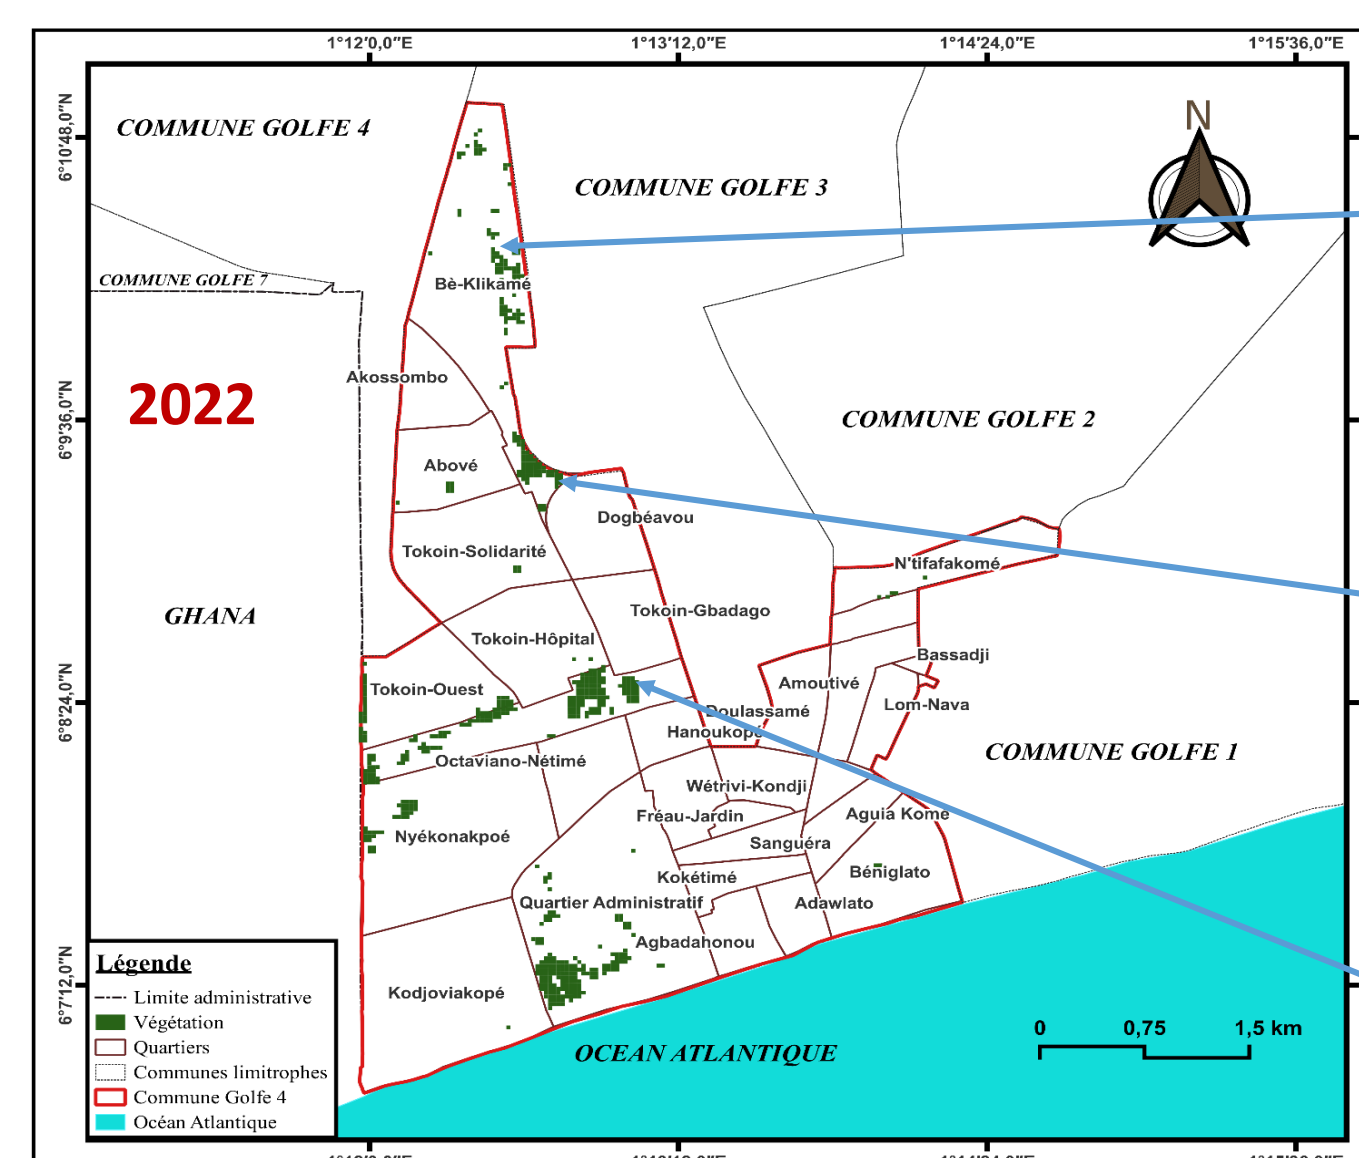 1°12'0,0"E
1°13'12,0"E
1°14'24,0"E
1°15'36,0"E
6°10'48,0"N
6°9'36,0"N
6°8'24,0"N
6°7'12,0"N
N
COMMUNE GOLFE 4
COMMUNE GOLFE 3
COMMUNE GOLFE 7
Bè-Klikamé
2022
Akossombo
COMMUNE GOLFE 2
Abové
Dogbéavou
Tokoin-Solidarité
N'tifafakomé
GHANA
Tokoin-Gbadago
Tokoin-Hôpital
Bassadji
Tokoin-Ouest
Amoutivé
Lom-Nava
Doulassamé
Hanoukopé
COMMUNE GOLFE 1
Octaviano-Nétimé
Wétrivi-Kondji
Fréau-Jardin
Aguia Kome
Nyékonakpoé
Sanguéra
Kokétimé
Béniglato
Quartier Administratif
Adawlato
Agbadahonou
Kodjoviakopé
OCEAN ATLANTIQUE
0
0,75
1,5 km
Légende
Limite administrative
Végétation
Quartiers
Communes limitrophes
Commune Golfe 4
Océan Atlantique